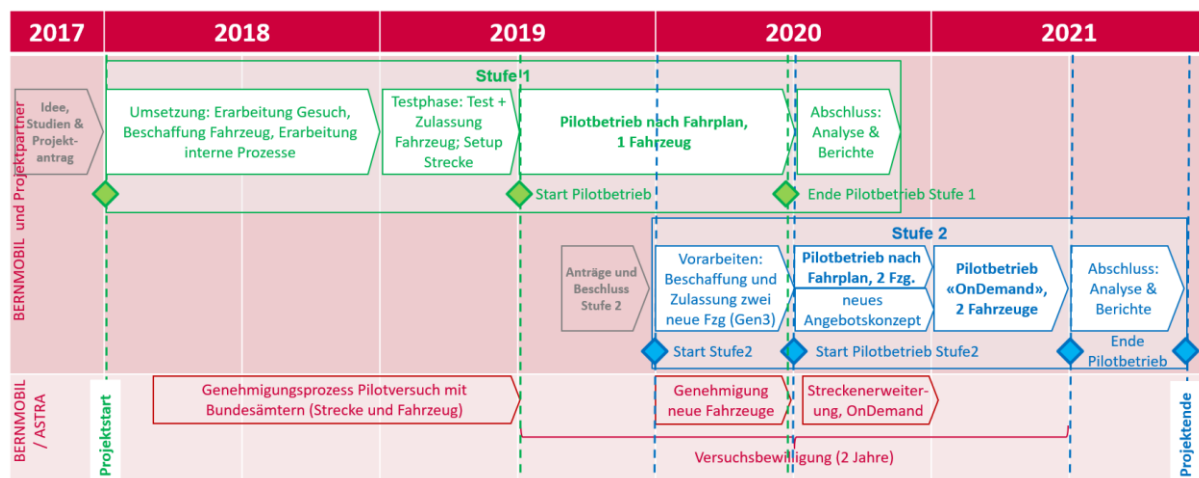 2017
2018
2019
2020
2021
BERNMOBIL und Projektpartner
Stufe 1
Idee,
Studien &
Projekt-
antrag
Umsetzung: Erarbeitung Gesuch,
Beschaffung Fahrzeug, Erarbeitung
interne Prozesse
Testphase: Test +
Zulassung
Fahrzeug; Setup
Strecke
Pilotbetrieb nach Fahrplan,
1 Fahrzeug
Abschluss:
Analyse &
Berichte
Start Pilotbetrieb
Ende Pilotbetrieb Stufe 1
Stufe 2
Anträge und
Beschluss
Stufe 2
Vorarbeiten:
Beschaffung und
Zulassung zwei
neue Fzg (Gen3)
Pilotbetrieb nach
Fahrplan, 2 Fzg.
neues
Angebotskonzept
Pilotbetrieb
«OnDemand»,
2 Fahrzeuge
Abschluss:
Analyse &
Berichte
Start Stufe2
Start Pilotbetrieb Stufe2
Ende
Pilotbetrieb
BERNMOBIL
/ ASTRA
Projektstart
Genehmigungsprozess Pilotversuch mit
Bundesämtern (Strecke und Fahrzeug)
Genehmigung
neue Fahrzeuge
Streckenerweiter-
ung, OnDemand
Versuchsbewilligung (2 Jahre)
Projektende